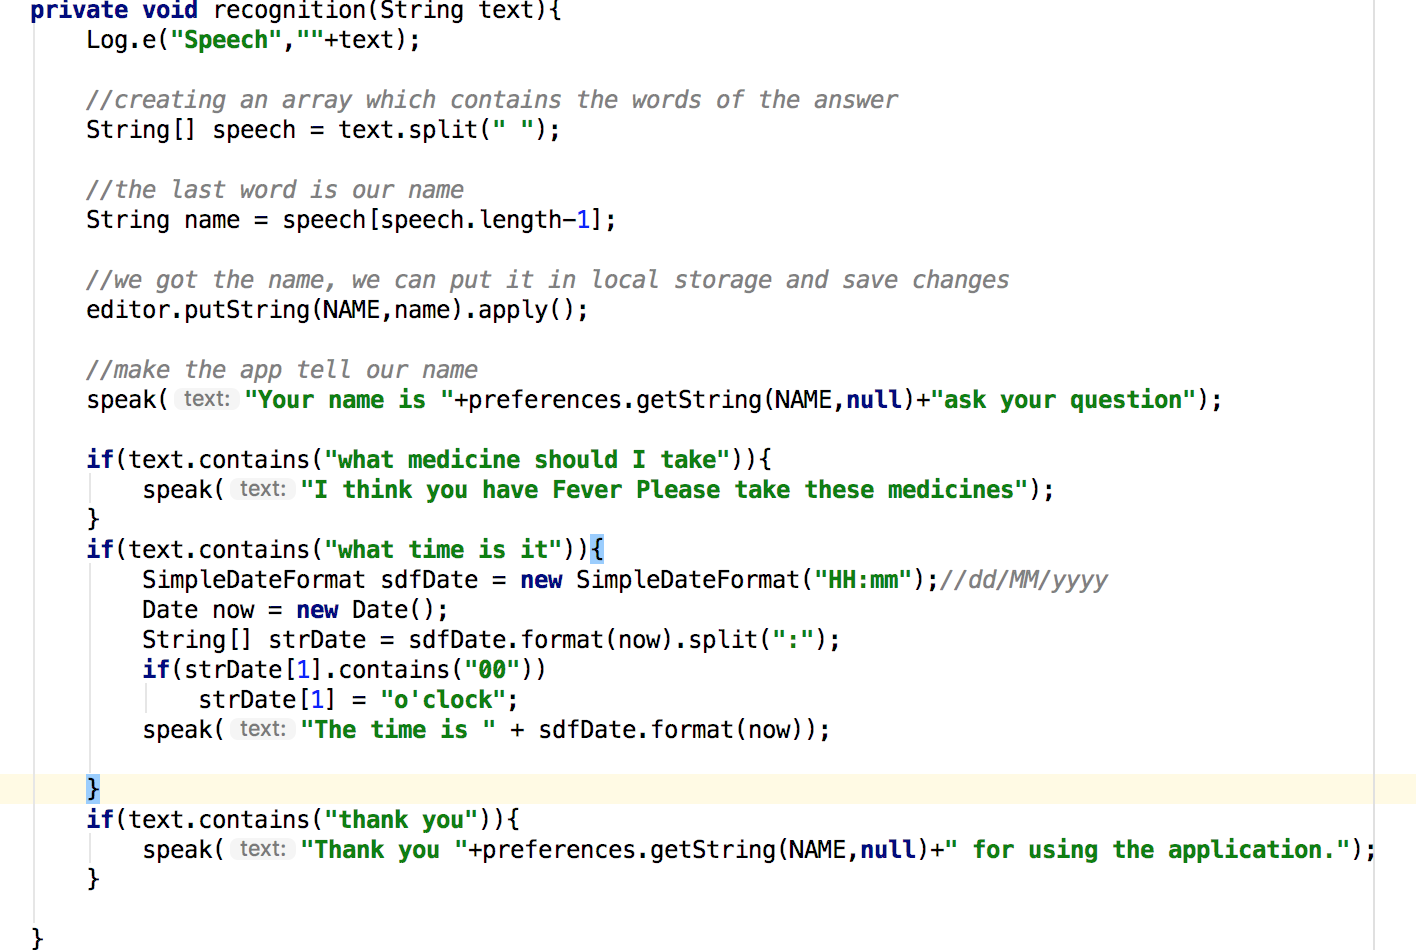 private void recognition(String text){
Log.e("Speech",""+text);
//creating an array which contains the words of the answer
String[] speech = text.split(" ");
//the last word is our name
String name = speech[speech.length-1];
//we got the name, we can put it in local storage and save changes
editor.putString(NAME,name).apply();
//make the app tell our name
speak( text: "Your name is "+preferences.getString(NAME,null)+"ask your question");
if(text.contains("what medicine should I take")){
speak( text: "I think you have Fever Please take these medicines");
}
if(text.contains("what time is it")){
SimpleDateFormat sdfDate = new SimpleDateFormat("HH:mm");//dd/MM/yyyy
Date now = new Date();
String[] strDate = sdfDate.format(now).split(":");
if(strDate[1].contains("00"))
strDate[1] = "o'clock";
speak( text: "The time is " + sdfDate.format(now));
}
if(text.contains("thank you")){
speak( text: "Thank you "+preferences.getString(NAME,null)+" for using the application.");
}
}